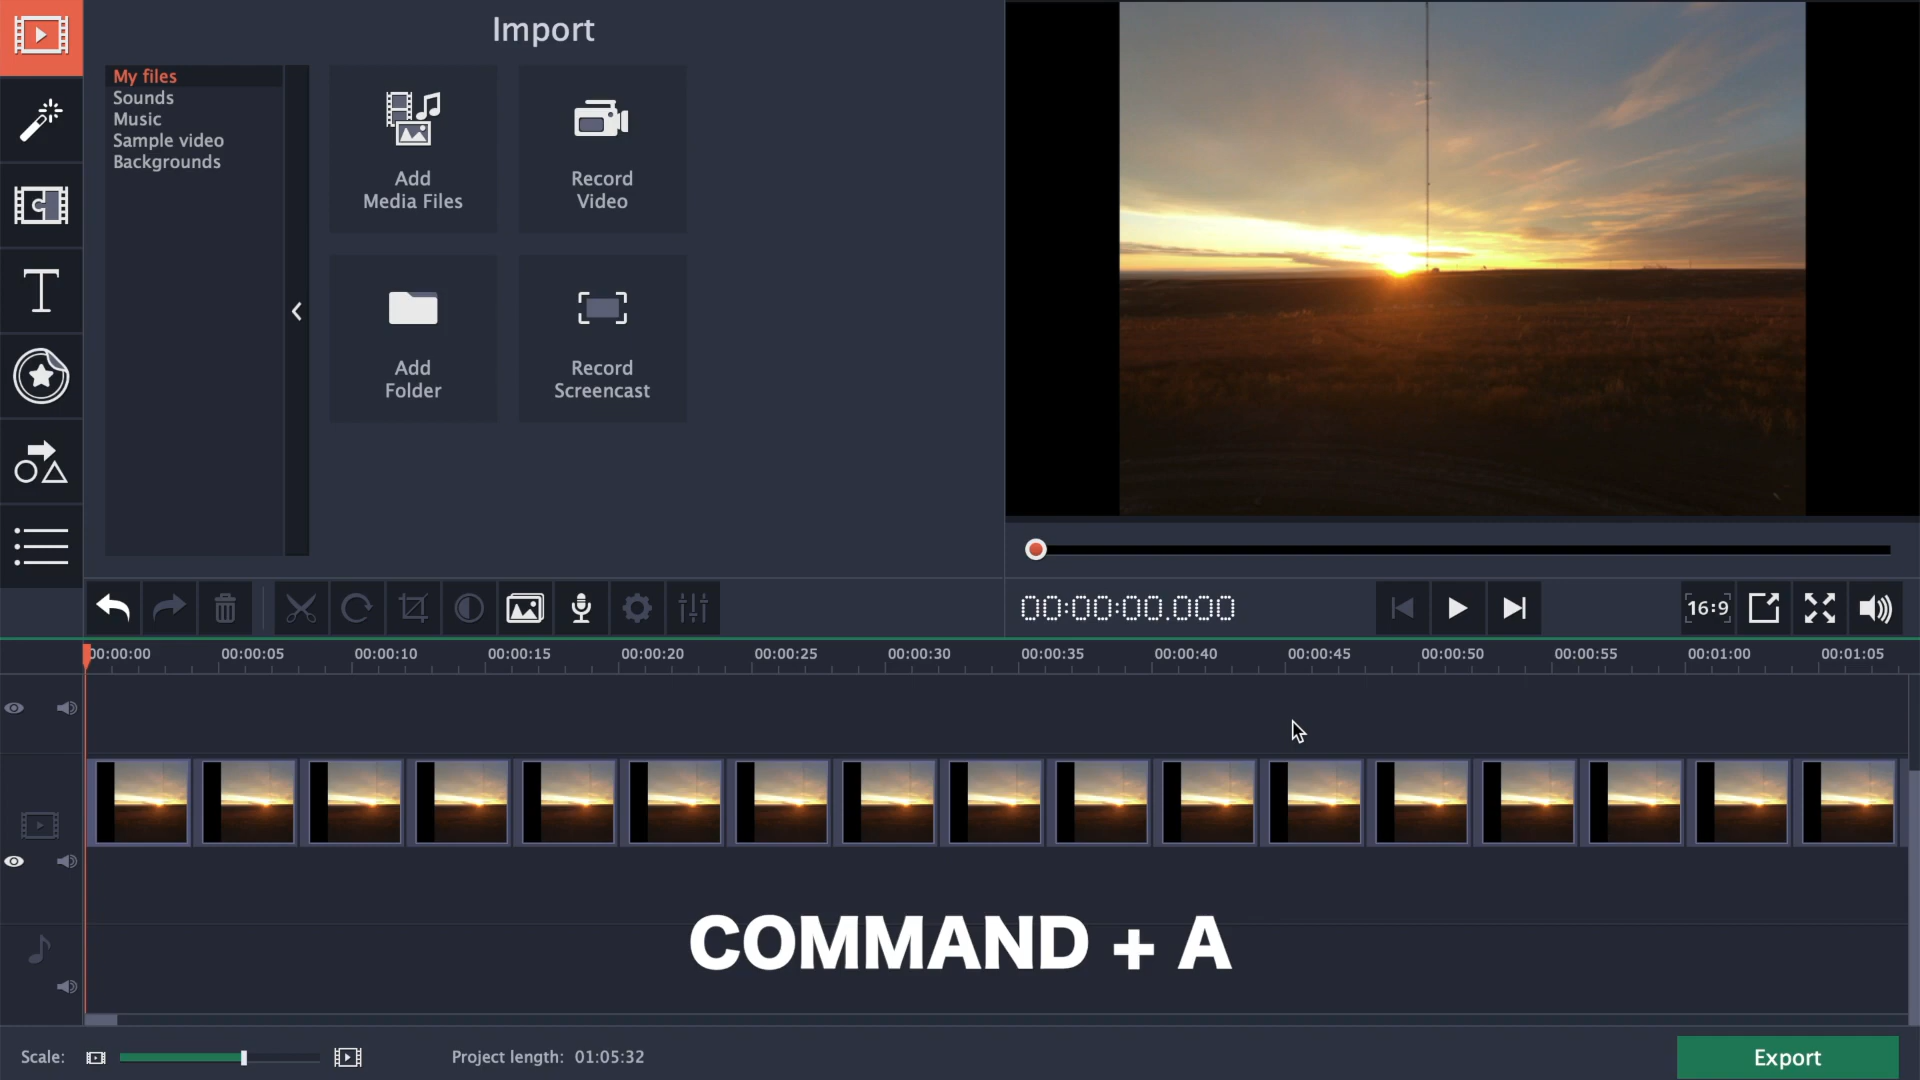 Import
My files
Sounds
Music
Sample video
Backgrounds
Add
Media Files
Record
Video
Add
Folder
Record
Screencast
00:00:00.000
16:9
00:00:00
00:00:05
00:00:10
00:00:15
00:00:20
00:00:25
00:00:30
00:00:35
00:00:40
00:00:45
00:00:50
00:00:55
00:01:00
00:01:05
COMMAND + A
Scale:
Project length: 01:05:32
Export